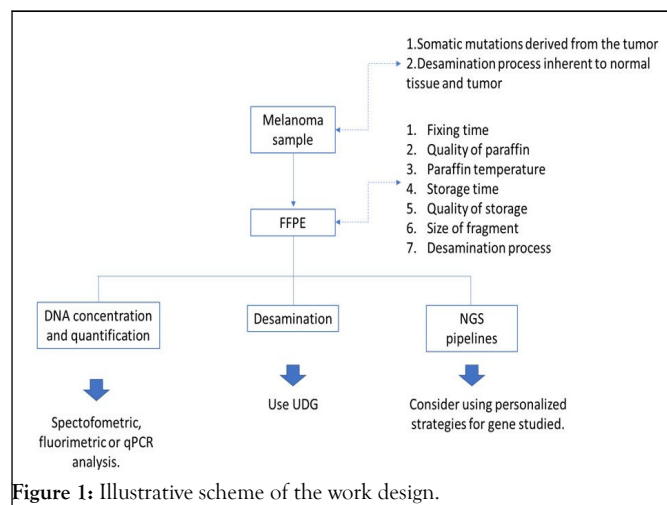 1.Somatic mutations derived from the tumor
2.Desamination process inherent to normal
tissue and tumor
Melanoma
sample
1. Fixing time
2. Quality of paraffin
3. Paraffin temperature
4. Storage time
5. Quality of storage
6. Size of fragment
7. Desamination process
FFPE
DNA concentration
and quantification
Desamination
NGS
pipelines
Spectofometric,
fluorimetric or qPCR
analysis.
Use UDG
Consider using personalized
strategies for gene studied.
Figure 1: Illustrative scheme of the work design.